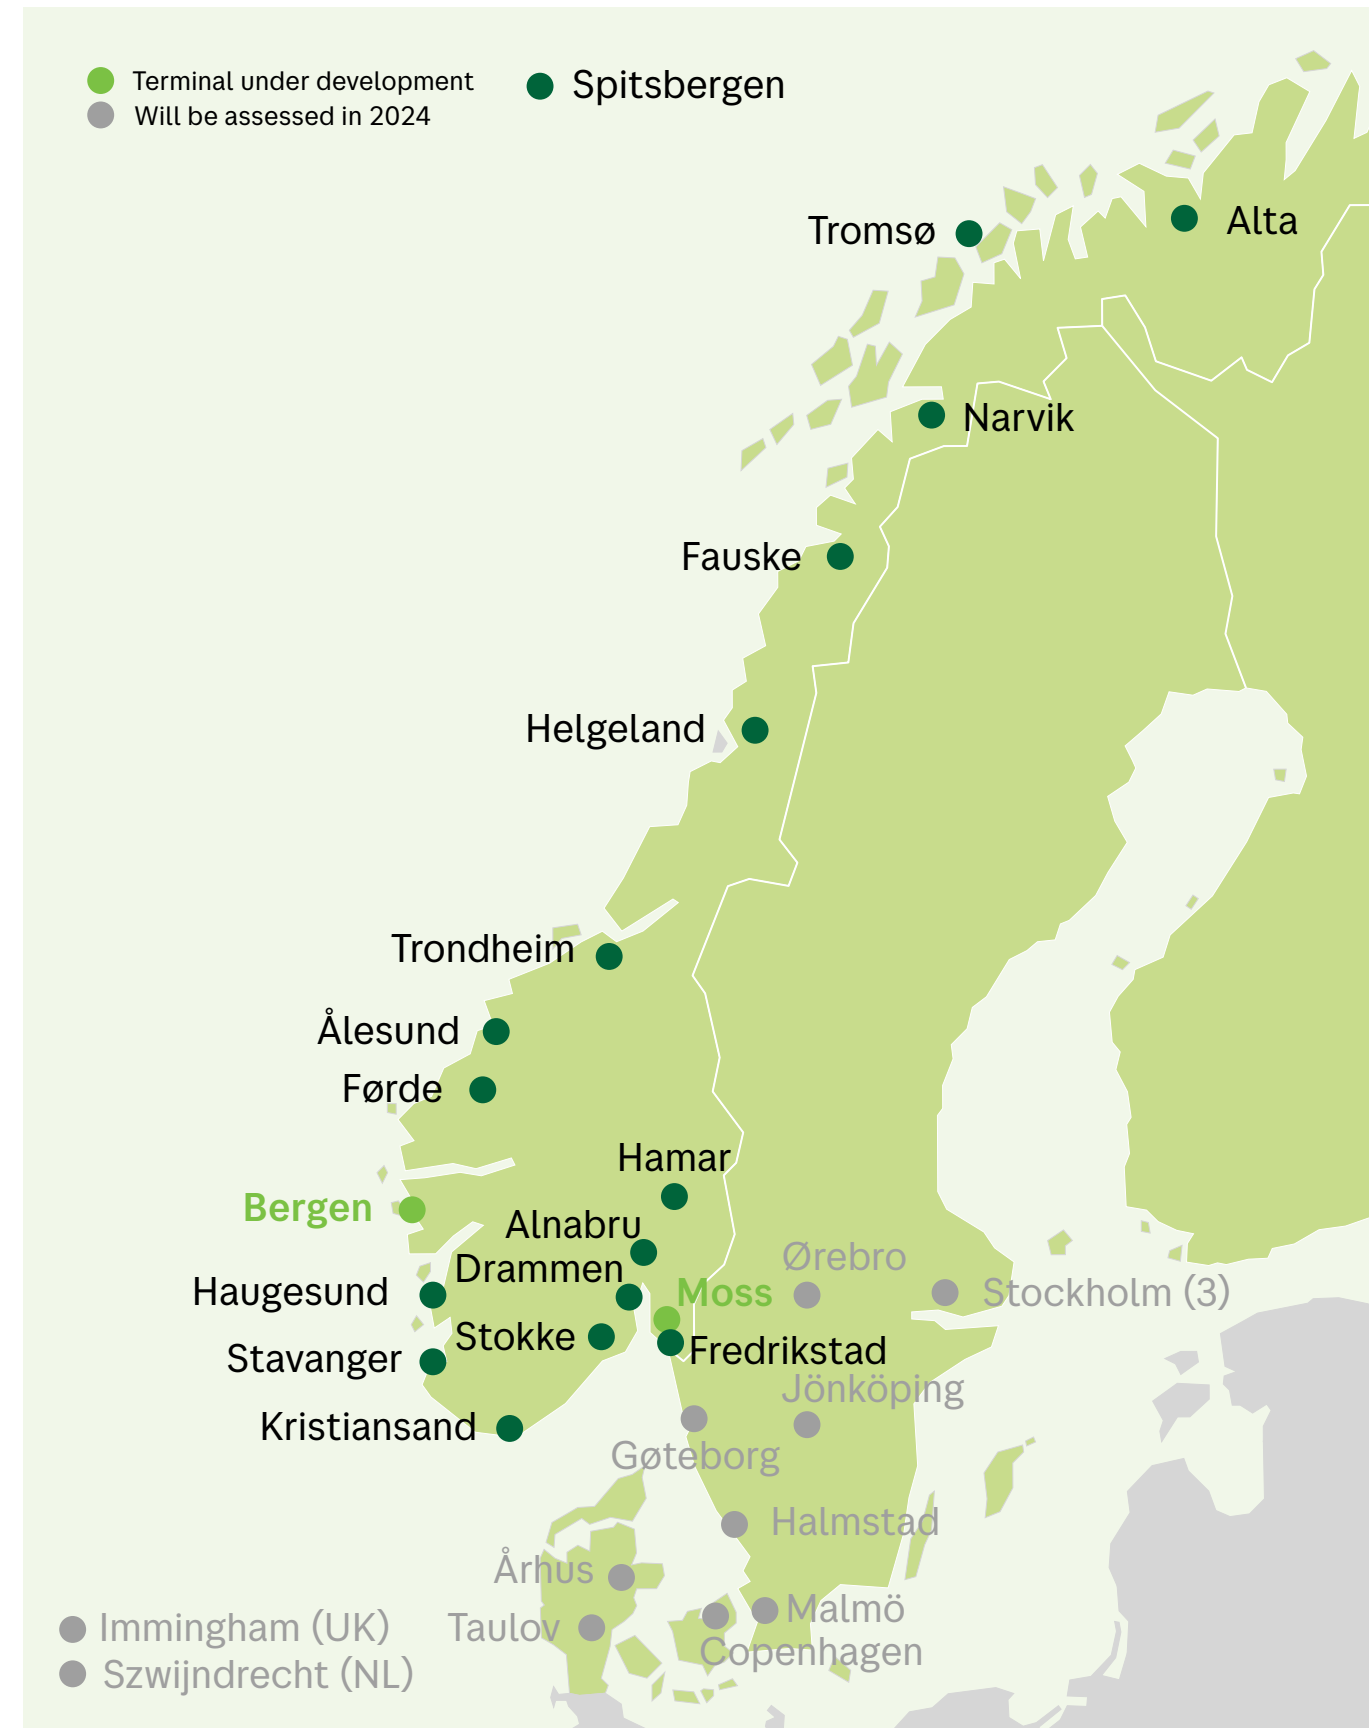 Terminal under development
Will be assessed in 2024
Spitsbergen
Tromsø
Alta
Narvik
Fauske
Helgeland
Trondheim
Ålesund
Førde
Hamar
Bergen
Alnabru
Drammen
Ørebro
Haugesund
Moss
Stockholm (3)
Stokke
Fredrikstad
Stavanger
Jönköping
Kristiansand
Gøteborg
Halmstad
Århus
Immingham (UK)
Taulov
Malmö
Copenhagen
Szwijndrecht (NL)